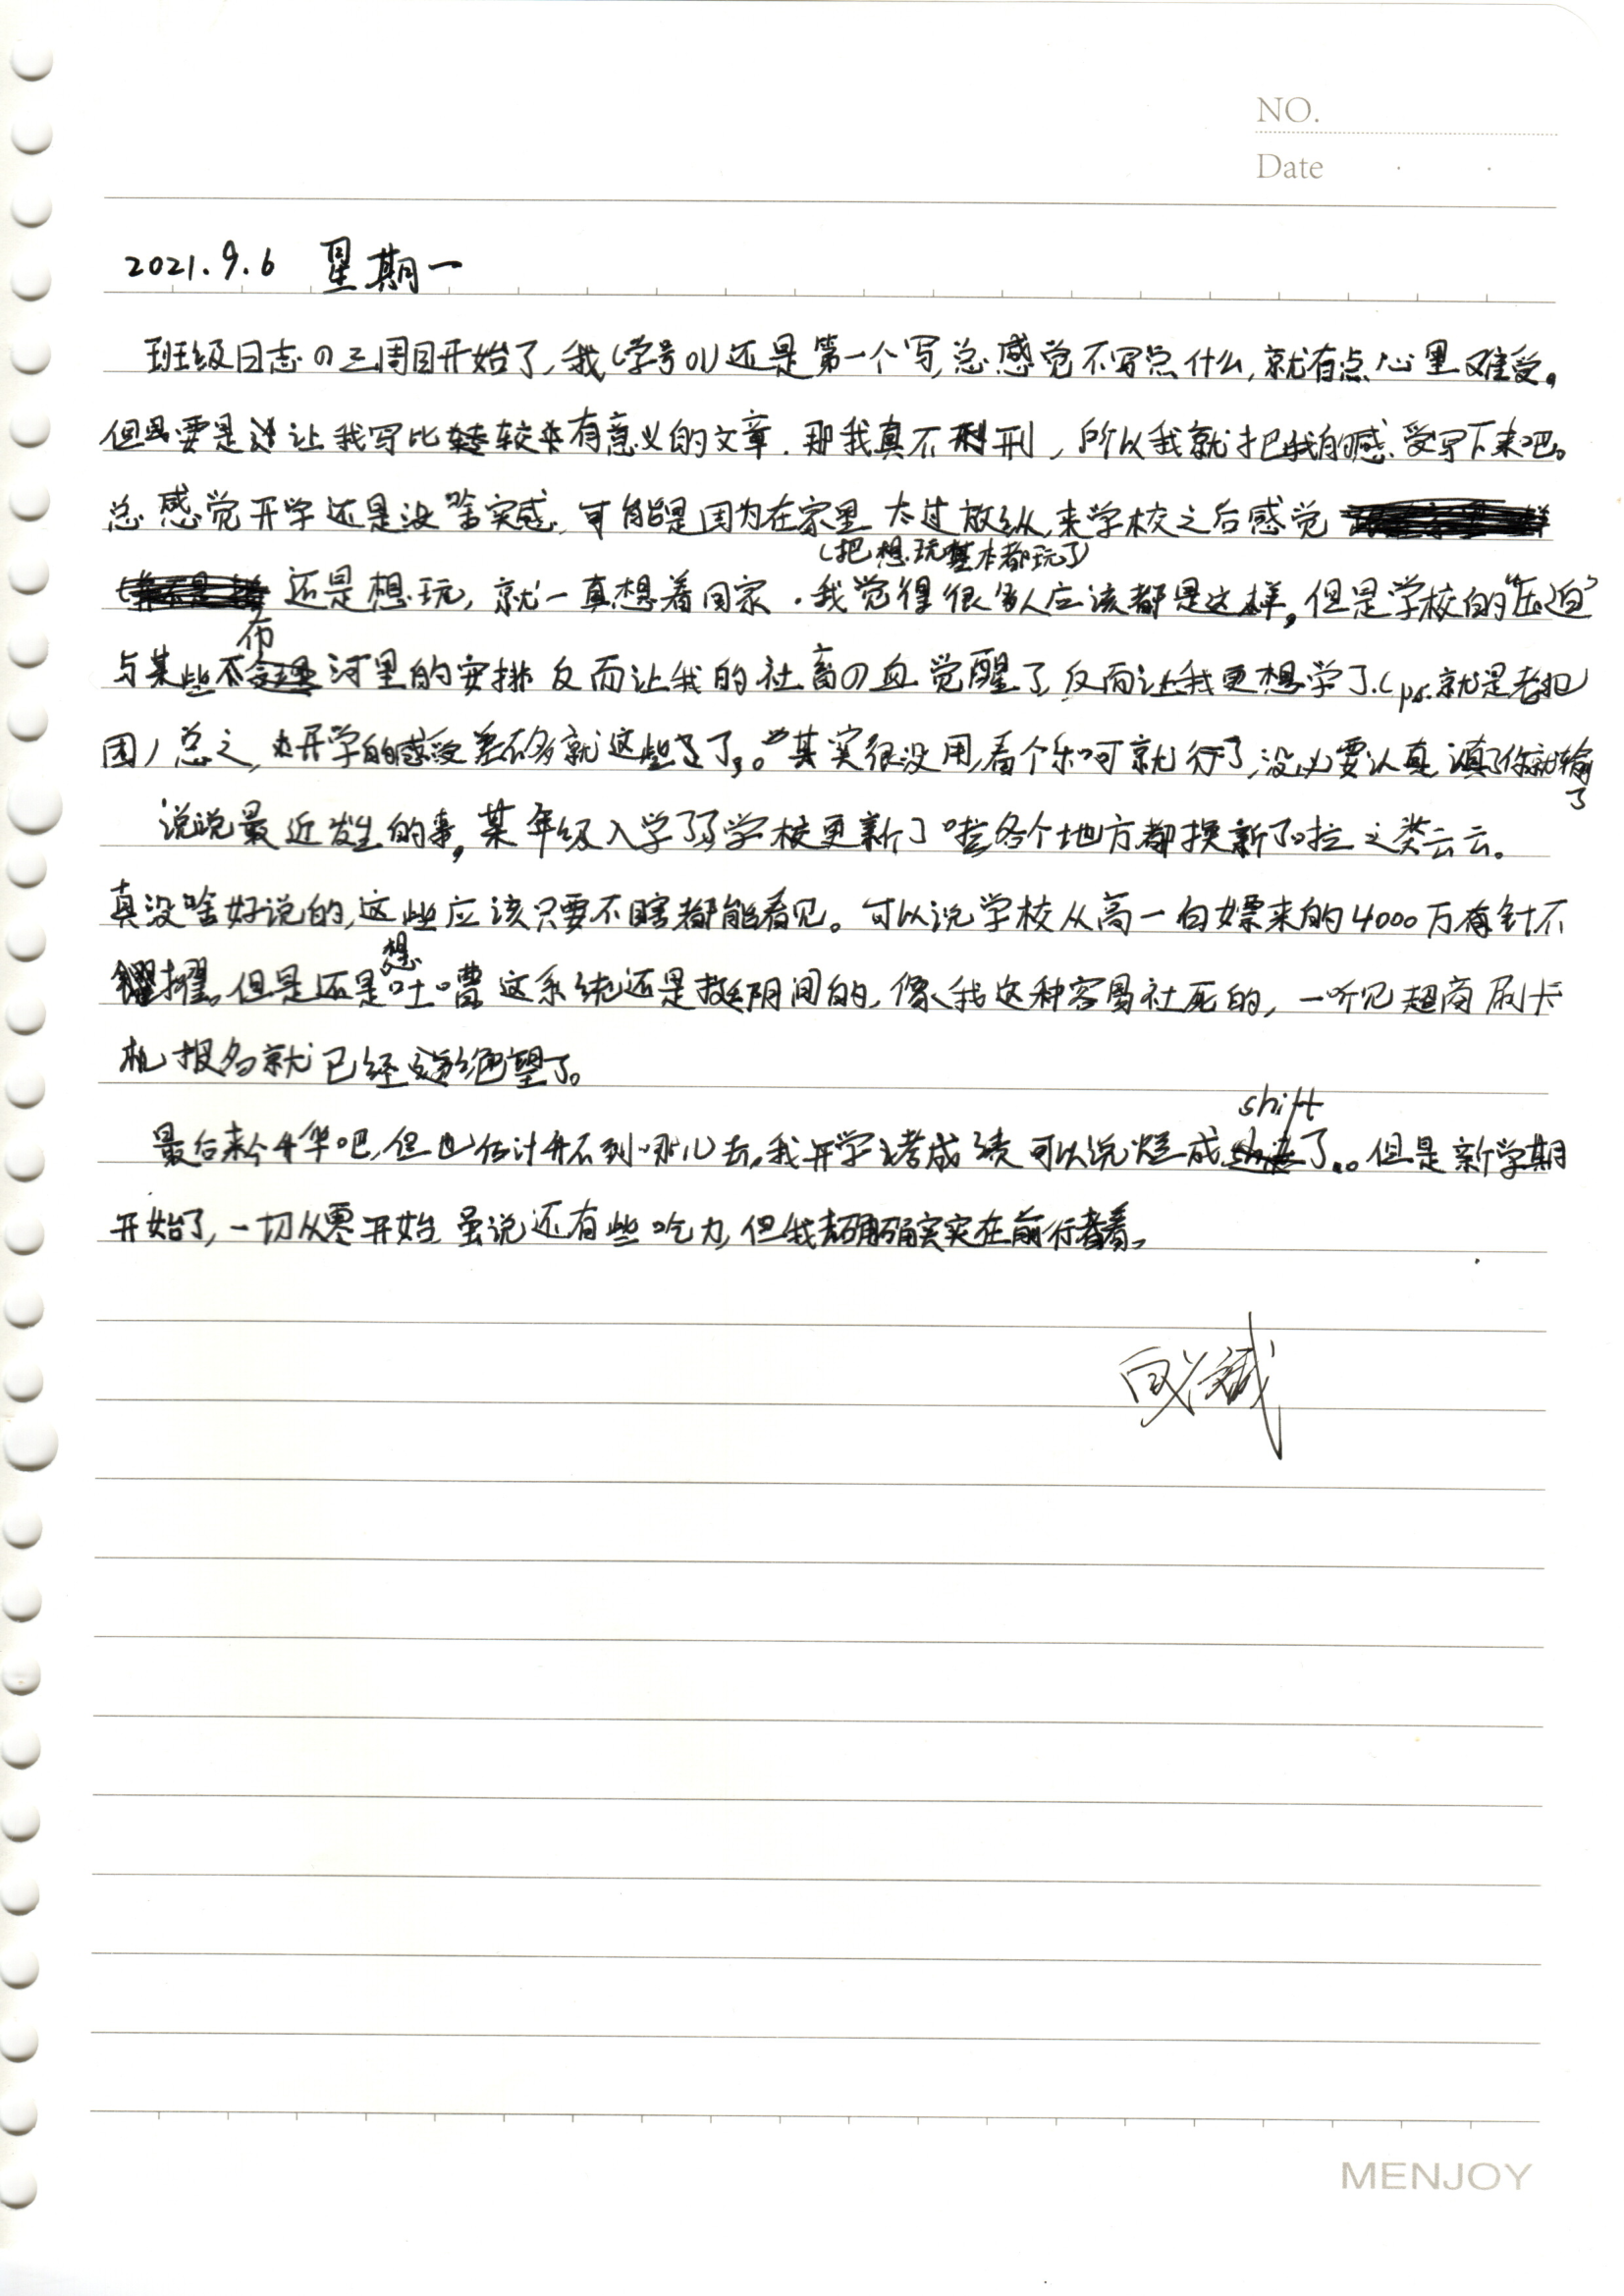 NO.
Date
2021.9.6 星期一
班级日志の三周目开始了,我(学号01)还是第一个写,总感觉不写点什么,就有点心里难受。
但要是让我写比较有意义的文章.那我真不刑,所以我就把我的感受写下来吧。
总感觉开学还是没啥实感,可能是因为在家里太过放纵,来学校之后感觉
(把想玩基本都玩了)
还是想玩,就一直想着回家.我觉得很多人应该都是这样,但是学校的"压迫"
布
与某些河里的安排反而让我的社畜の血觉醒了,反而让我更想学了.(ps.就是老把
团)总之,开学的感受差不多就这些了。其实很没用,看个乐呵就行了,没必要认真,谁真了你就输
了
说说最近发生的事,某年级入学了学校更新了啦各个地方都换新了啦之类云云。
真没啥好说的,这些应该只要不瞎都能看见。可以说学校从高一白嫖来的4000万有针不
想
擢。但是还是吐嘈这系统还是挺阴间的,像我这种容易社死的,一听见超商刷卡
机报名就已经绝望了。
shift
最后来个升华吧,但也估计升不到哪儿去,我开学考成绩可以说烂成了。但是新学期
开始了,一切从零开始虽说还有些吃力,但我确确实实在前行着。
MENJOY